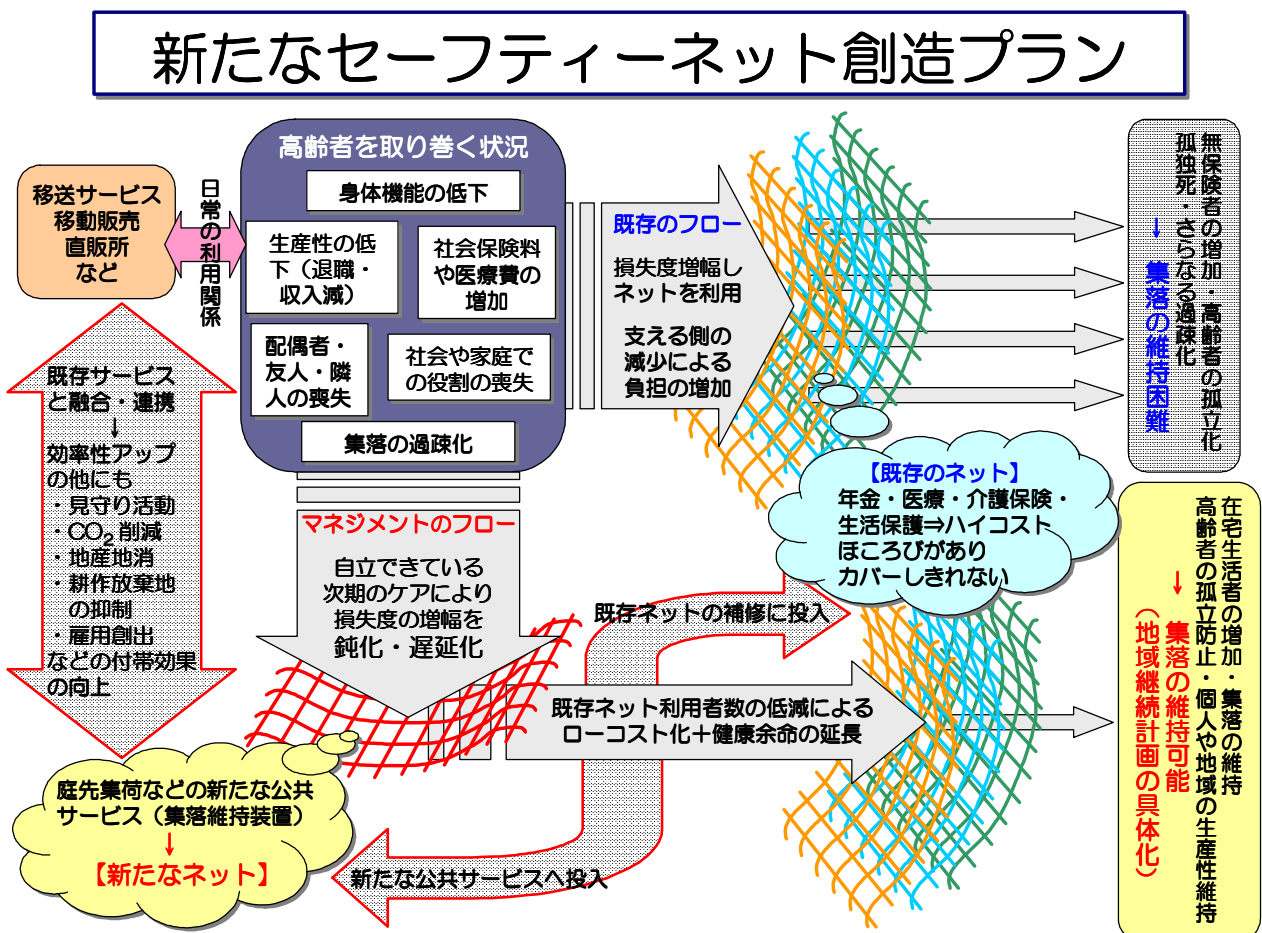 新たなセーフティーネット創造プラン
高齢者を取り巻く状況
身体機能の低下
生産性の低
下（退職・
収入減）
社会保険料
や医療費の
増加
配偶者・
友人・隣
人の喪失
社会や家庭で
の役割の喪失
集落の過疎化
移送サービス
移動販売
直販所
など
日常の利用関係
既存サービス
と融合・連携
↓
効率性アップ
の他にも
・見守り活動
・CO₂削減
・地産地消
・耕作放棄地
の抑制
・雇用創出
などの付帯効果
の向上
既存のフロー
損失度増幅し
ネットを利用
支える側の
減少による
負担の増加
無保険者の増加・高齢者の孤立化
孤独死・さらなる過疎化
↓
集落の維持困難
【既存のネット】
年金・医療・介護保険・
生活保護⇒ハイコスト
ほころびがあり
カバーしきれない
マネジメントのフロー
自立できている
次期のケアにより
損失度の増幅を
鈍化・遅延化
既存ネットの補修に投入
既存ネット利用者数の低減による
ローコスト化＋健康余命の延長
在宅生活者の増加・集落の維持
高齢者の孤立防止・個人や地域の生産性維持
↓
集落の維持可能
（地域継続計画の具体化）
庭先集荷などの新たな公共
サービス（集落維持装置）
↓
【新たなネット】
新たな公共サービスへ投入